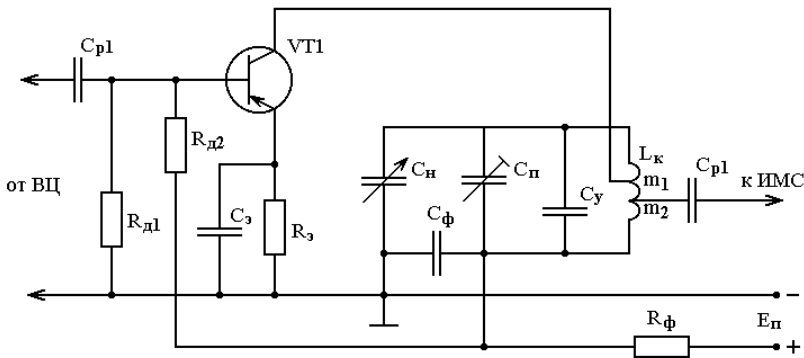 Cр1
VT1
Rд2
Lк
Cн
Cп
Cр1
m1
к ИМС
от ВЦ
Cу
m2
Rд1
Cэ
Rэ
Cф
−
Eп
Rф
+